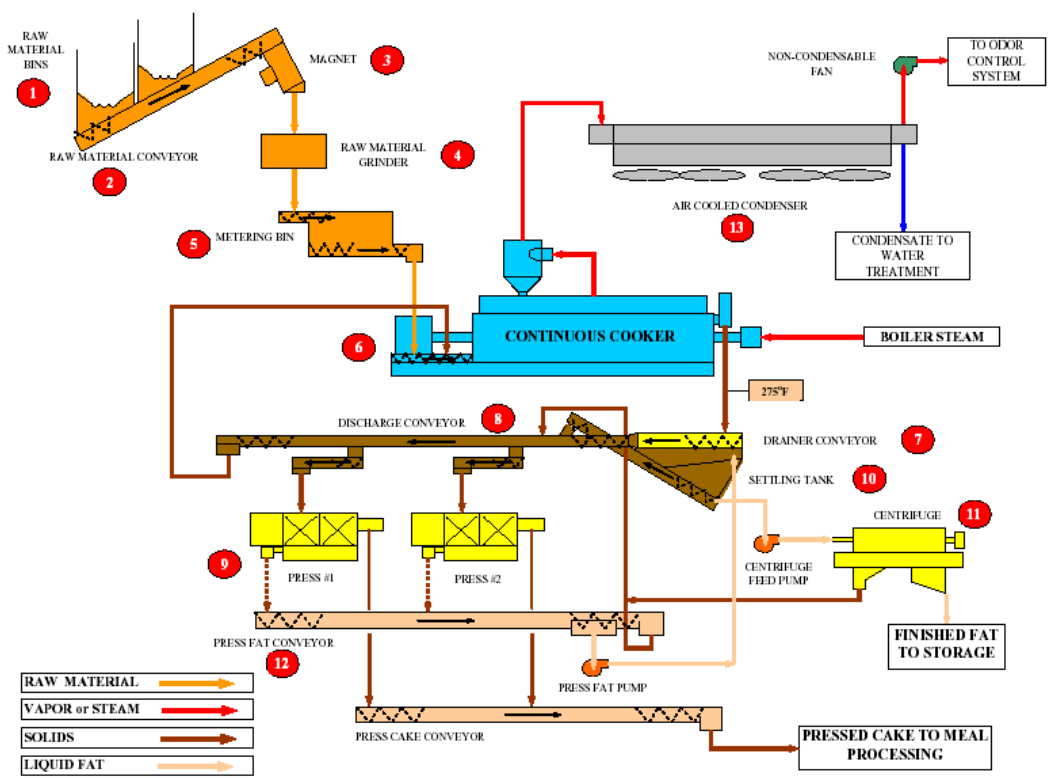 RAW
MATERIAL
BINS
1
MAGNET
3
RAW MATERIAL CONVEYOR
2
RAW MATERIAL
GRINDER
4
METERING BIN
5
NON-CONDENSABLE
FAN
TO ODOR
CONTROL
SYSTEM
AIR COOLED CONDENSER
13
CONDENSATE TO
WATER
TREATMENT
CONTINUOUS COOKER
6
BOILER STEAM
275°F
DISCHARGE CONVEYOR
8
DRAINER CONVEYOR
7
SETTLING TANK
10
CENTRIFUGE
11
CENTRIFUGE
FEED PUMP
9
PRESS #1
PRESS #2
FINISHED FAT
TO STORAGE
PRESS FAT CONVEYOR
12
PRESS FAT PUMP
PRESS CAKE CONVEYOR
PRESSED CAKE TO MEAL
PROCESSING
RAW MATERIAL
VAPOR or STEAM
SOLIDS
LIQUID FAT